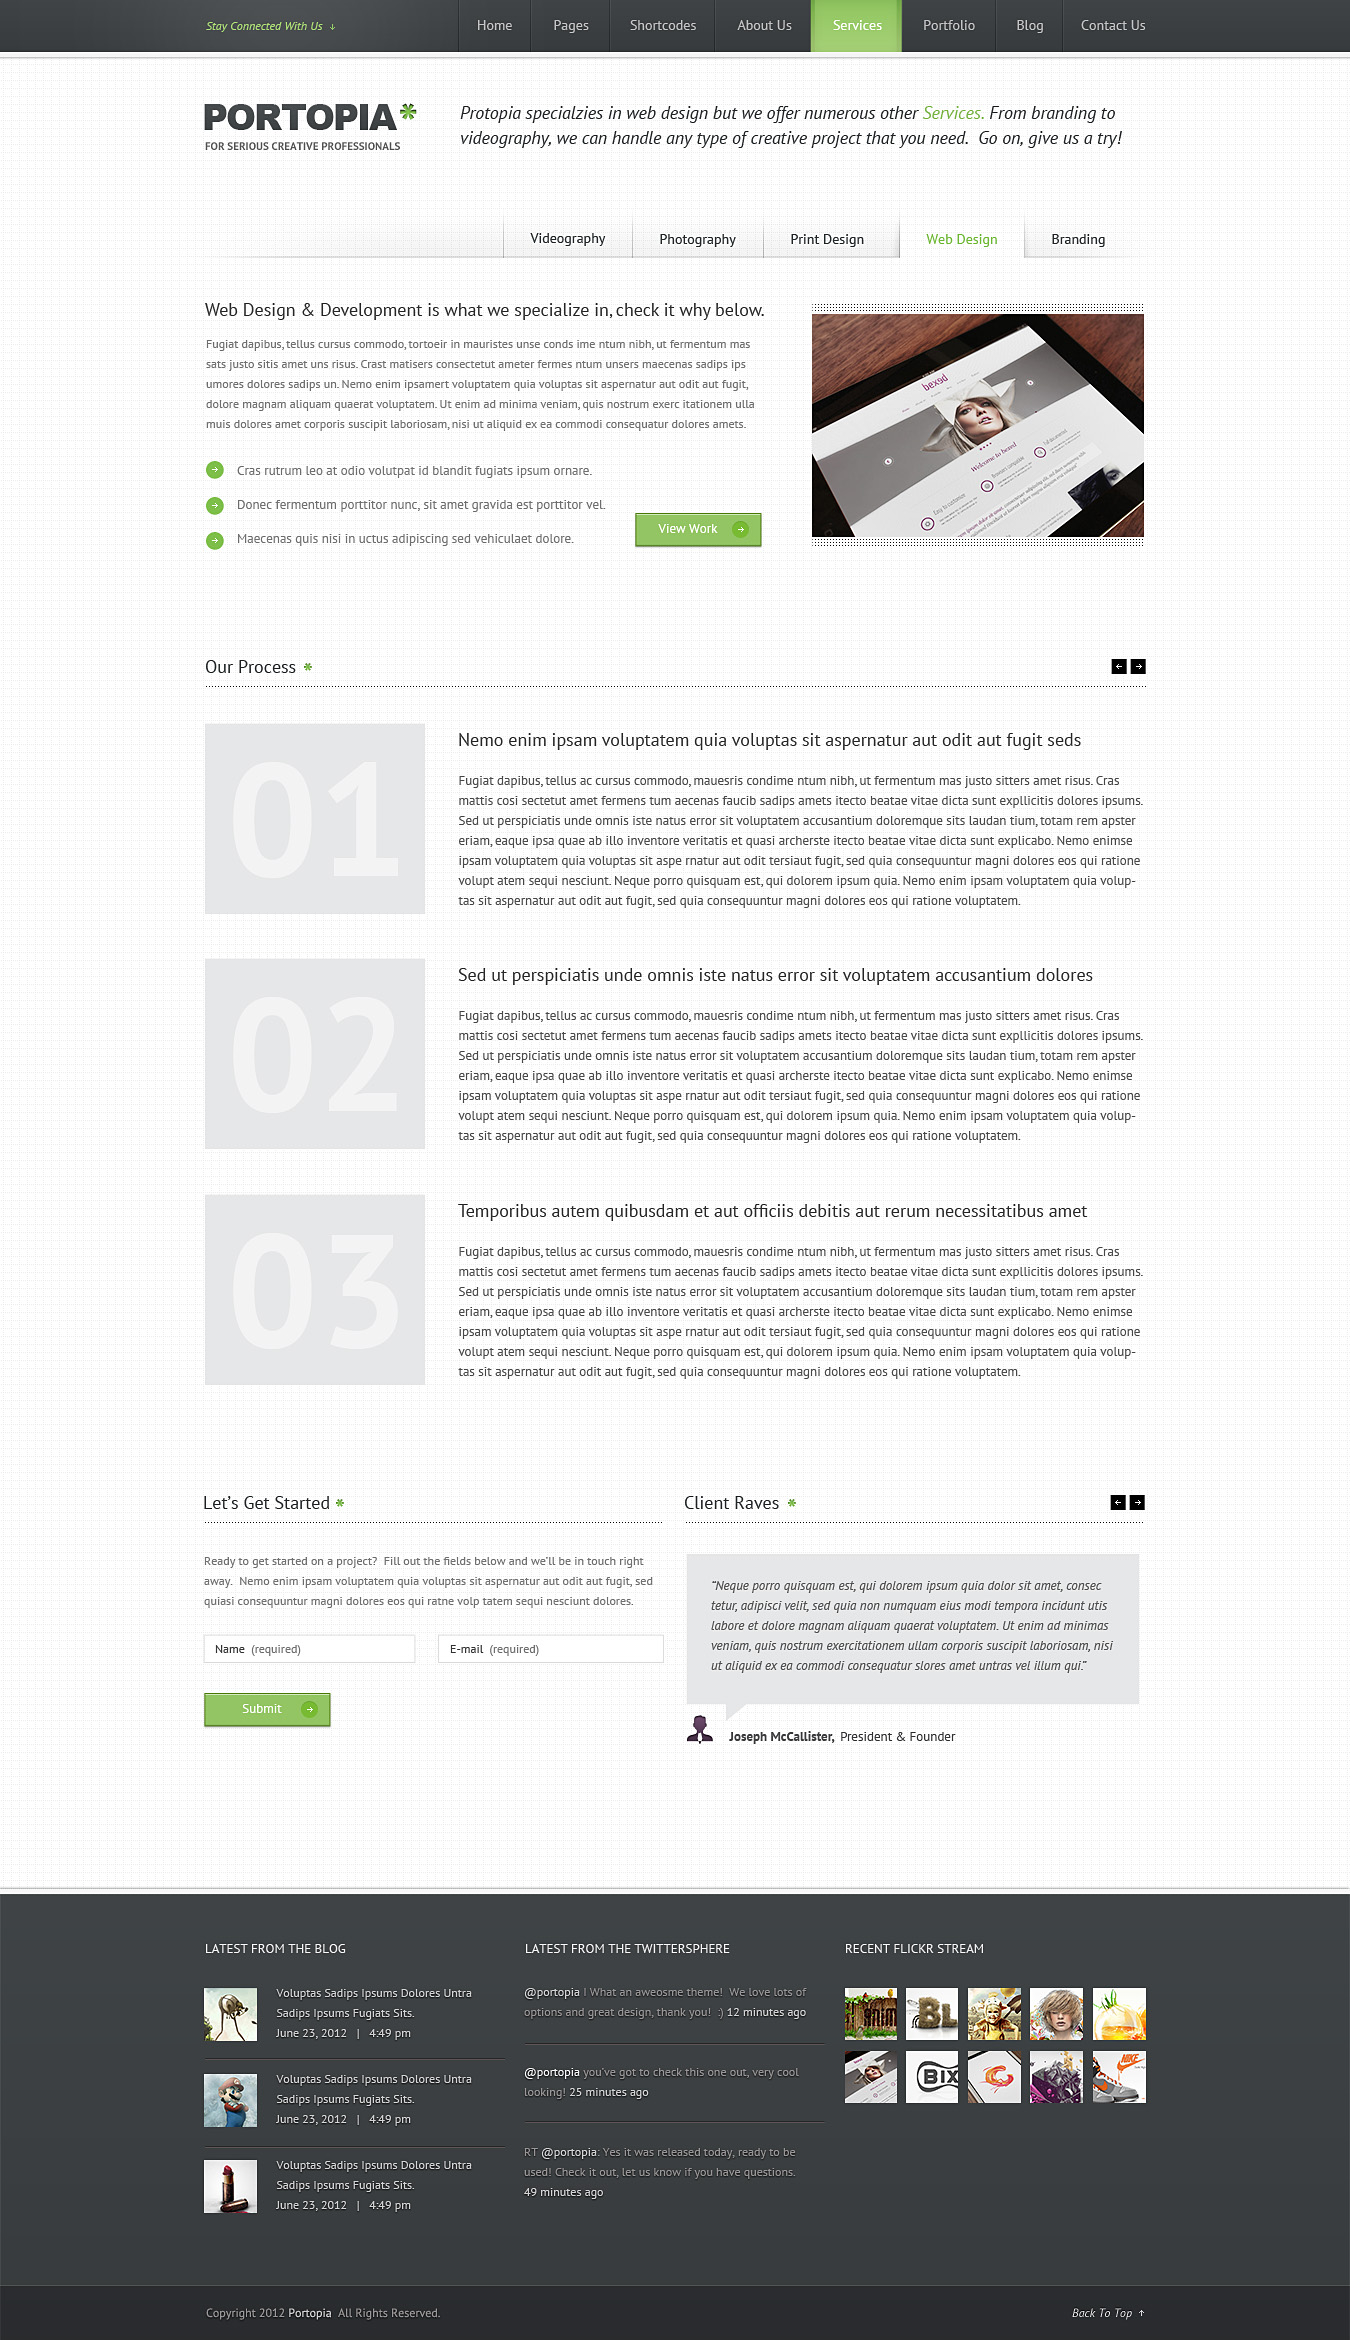 Stay Connected With Us ↓
Home Pages Shortcodes About Us Services Portfolio Blog Contact Us
PORTOPIA*
FOR SERIOUS CREATIVE PROFESSIONALS
Protopia specialzies in web design but we offer numerous other Services. From branding to
videography, we can handle any type of creative project that you need.  Go on, give us a try!
Videography Photography Print Design Web Design Branding
Web Design & Development is what we specialize in, check it why below.
Fugiat dapibus, tellus cursus commodo, tortoeir in mauristes unse conds ime ntum nibh, ut fermentum mas
sats justo sitis amet uns risus. Crast matisers consectetut ameter fermes ntum unsers maecenas sadips ips
umores dolores sadips un. Nemo enim ipsamert voluptatem quia voluptas sit aspernatur aut odit aut fugit,
dolore magnam aliquam quaerat voluptatem. Ut enim ad minima veniam, quis nostrum exerc itationem ulla
muis dolores amet corporis suscipit laboriosam, nisi ut aliquid ex ea commodi consequatur dolores amets.
Cras rutrum leo at odio volutpat id blandit fugiats ipsum ornare.
Donec fermentum porttitor nunc, sit amet gravida est porttitor vel.
Maecenas quis nisi in uctus adipiscing sed vehiculaet dolore.
View Work
bexed
Welcome to bexed
Our Process *
01
Nemo enim ipsam voluptatem quia voluptas sit aspernatur aut odit aut fugit seds
Fugiat dapibus, tellus ac cursus commodo, mauesris condime ntum nibh, ut fermentum mas justo sitters amet risus. Cras
mattis cosi sectetut amet fermens tum aecenas faucib sadips amets itecto beatae vitae dicta sunt expllicitis dolores ipsums.
Sed ut perspiciatis unde omnis iste natus error sit voluptatem accusantium doloremque sits laudan tium, totam rem apster
eriam, eaque ipsa quae ab illo inventore veritatis et quasi archerste itecto beatae vitae dicta sunt explicabo. Nemo enimse
ipsam voluptatem quia voluptas sit aspe rnatur aut odit tersiaut fugit, sed quia consequuntur magni dolores eos qui ratione
volupt atem sequi nesciunt. Neque porro quisquam est, qui dolorem ipsum quia. Nemo enim ipsam voluptatem quia volup-
tas sit aspernatur aut odit aut fugit, sed quia consequuntur magni dolores eos qui ratione voluptatem.
02
Sed ut perspiciatis unde omnis iste natus error sit voluptatem accusantium dolores
Fugiat dapibus, tellus ac cursus commodo, mauesris condime ntum nibh, ut fermentum mas justo sitters amet risus. Cras
mattis cosi sectetut amet fermens tum aecenas faucib sadips amets itecto beatae vitae dicta sunt expllicitis dolores ipsums.
Sed ut perspiciatis unde omnis iste natus error sit voluptatem accusantium doloremque sits laudan tium, totam rem apster
eriam, eaque ipsa quae ab illo inventore veritatis et quasi archerste itecto beatae vitae dicta sunt explicabo. Nemo enimse
ipsam voluptatem quia voluptas sit aspe rnatur aut odit tersiaut fugit, sed quia consequuntur magni dolores eos qui ratione
volupt atem sequi nesciunt. Neque porro quisquam est, qui dolorem ipsum quia. Nemo enim ipsam voluptatem quia volup-
tas sit aspernatur aut odit aut fugit, sed quia consequuntur magni dolores eos qui ratione voluptatem.
03
Temporibus autem quibusdam et aut officiis debitis aut rerum necessitatibus amet
Fugiat dapibus, tellus ac cursus commodo, mauesris condime ntum nibh, ut fermentum mas justo sitters amet risus. Cras
mattis cosi sectetut amet fermens tum aecenas faucib sadips amets itecto beatae vitae dicta sunt expllicitis dolores ipsums.
Sed ut perspiciatis unde omnis iste natus error sit voluptatem accusantium doloremque sits laudan tium, totam rem apster
eriam, eaque ipsa quae ab illo inventore veritatis et quasi archerste itecto beatae vitae dicta sunt explicabo. Nemo enimse
ipsam voluptatem quia voluptas sit aspe rnatur aut odit tersiaut fugit, sed quia consequuntur magni dolores eos qui ratione
volupt atem sequi nesciunt. Neque porro quisquam est, qui dolorem ipsum quia. Nemo enim ipsam voluptatem quia volup-
tas sit aspernatur aut odit aut fugit, sed quia consequuntur magni dolores eos qui ratione voluptatem.
Let's Get Started *
Ready to get started on a project?  Fill out the fields below and we'll be in touch right
away.  Nemo enim ipsam voluptatem quia voluptas sit aspernatur aut odit aut fugit, sed
quiasi consequuntur magni dolores eos qui ratne volp tatem sequi nesciunt dolores.
Name (required) E-mail (required)
Submit
Client Raves *
"Neque porro quisquam est, qui dolorem ipsum quia dolor sit amet, consec
tetur, adipisci velit, sed quia non numquam eius modi tempora incidunt utis
labore et dolore magnam aliquam quaerat voluptatem. Ut enim ad minimas
veniam, quis nostrum exercitationem ullam corporis suscipit laboriosam, nisi
ut aliquid ex ea commodi consequatur slores amet untras vel illum qui."
Joseph McCallister, President & Founder
LATEST FROM THE BLOG
Voluptas Sadips Ipsums Dolores Untra
Sadips Ipsums Fugiats Sits.
June 23, 2012 | 4:49 pm
Voluptas Sadips Ipsums Dolores Untra
Sadips Ipsums Fugiats Sits.
June 23, 2012 | 4:49 pm
Voluptas Sadips Ipsums Dolores Untra
Sadips Ipsums Fugiats Sits.
June 23, 2012 | 4:49 pm
LATEST FROM THE TWITTERSPHERE
@portopia I What an aweosme theme!  We love lots of
options and great design, thank you!  :) 12 minutes ago
@portopia you've got to check this one out, very cool
looking! 25 minutes ago
RT @portopia: Yes it was released today, ready to be
used! Check it out, let us know if you have questions.
49 minutes ago
RECENT FLICKR STREAM
BL
BIX
NIKE
Copyright 2012 Portopia  All Rights Reserved.
Back To Top ↑